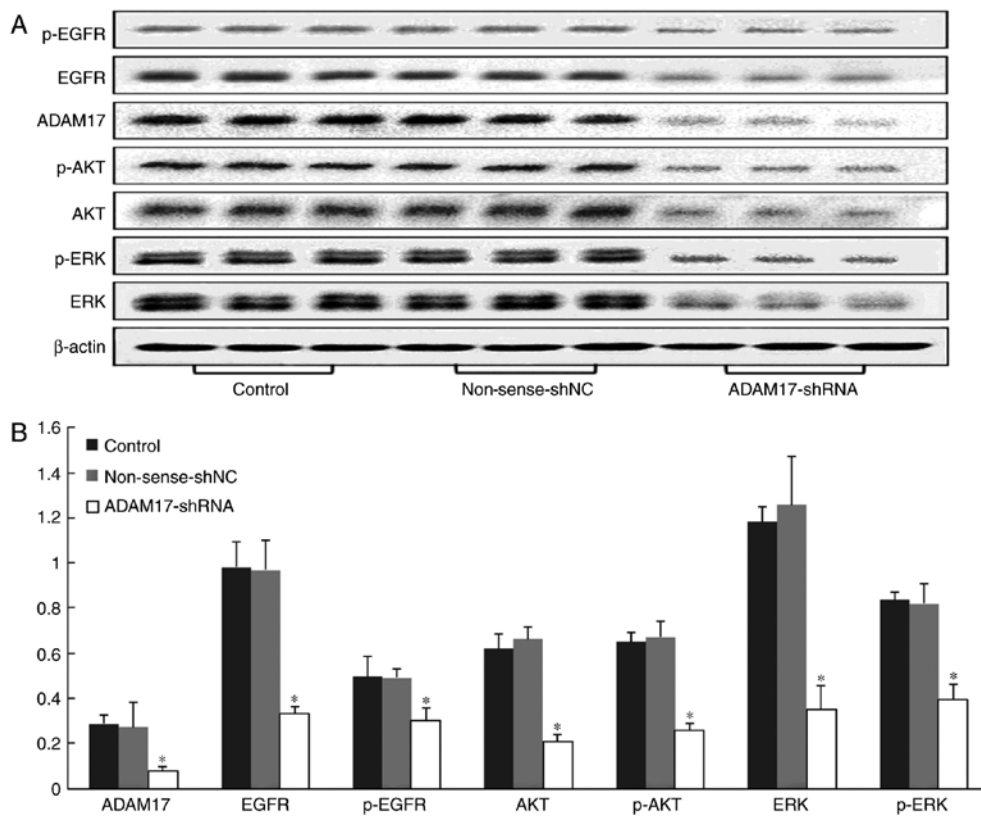 A
p-EGFR
EGFR
ADAM17
p-AKT
AKT
p-ERK
ERK
β-actin
Control Non-sense-shNC ADAM17-shRNA
B
1.6
1.4
1.2
1
0.8
0.6
0.4
0.2
0
Control
Non-sense-shNC
ADAM17-shRNA
* * * * * * *
ADAM17 EGFR p-EGFR AKT p-AKT ERK p-ERK